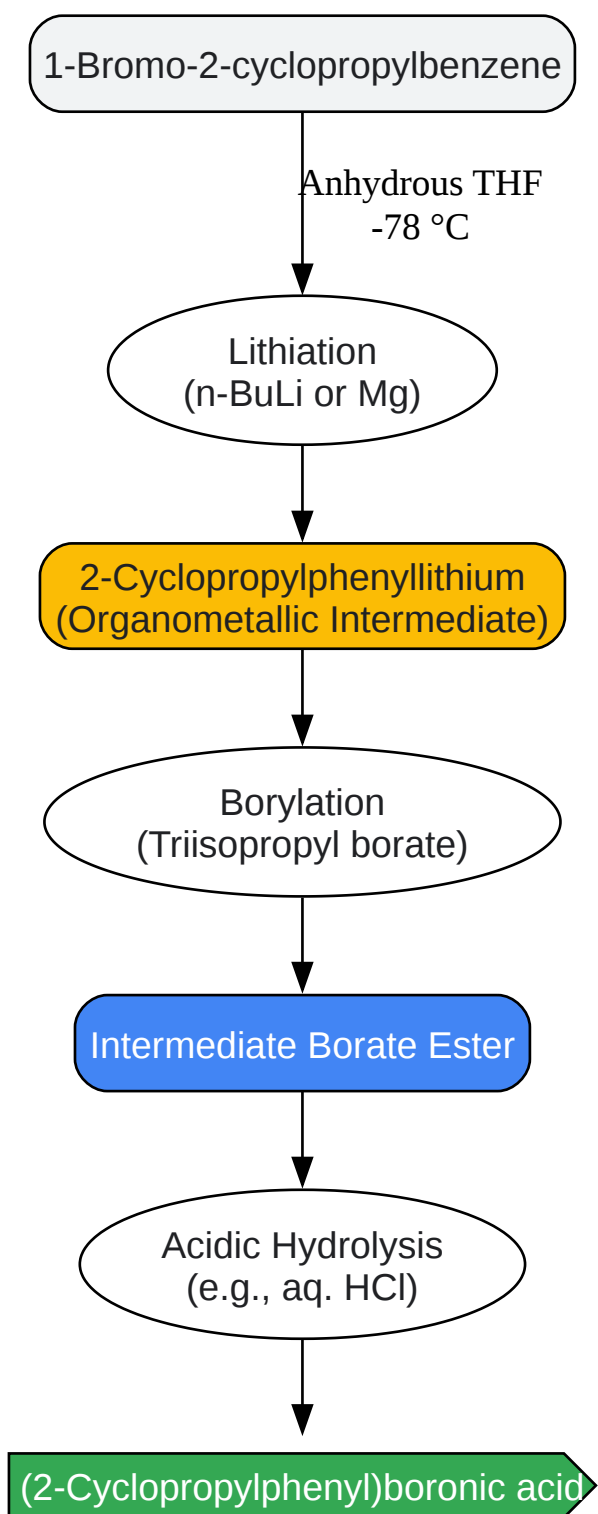 1-Bromo-2-cyclopropylbenzene
Anhydrous THF
-78 °C
Lithiation
(n-BuLi or Mg)
2-Cyclopropylphenyllithium
(Organometallic Intermediate)
Borylation
(Triisopropyl borate)
Intermediate Borate Ester
Acidic Hydrolysis
(e.g., aq. HCl)
(2-Cyclopropylphenyl)boronic acid